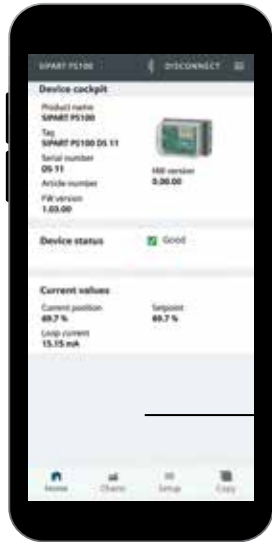 SIPART PS100 DISCONNECT
Device cockpit
Product name
SIPART PS100
Tag
SIPART PS100 DS 11
Serial number
DS 11
HW version
0.00.00
Article number
FW version
1.03.00
Device status Good
Current values
Current position
69.7 %
Setpoint
69.7 %
Loop current
15.15 mA
Home Charts Setup Copy